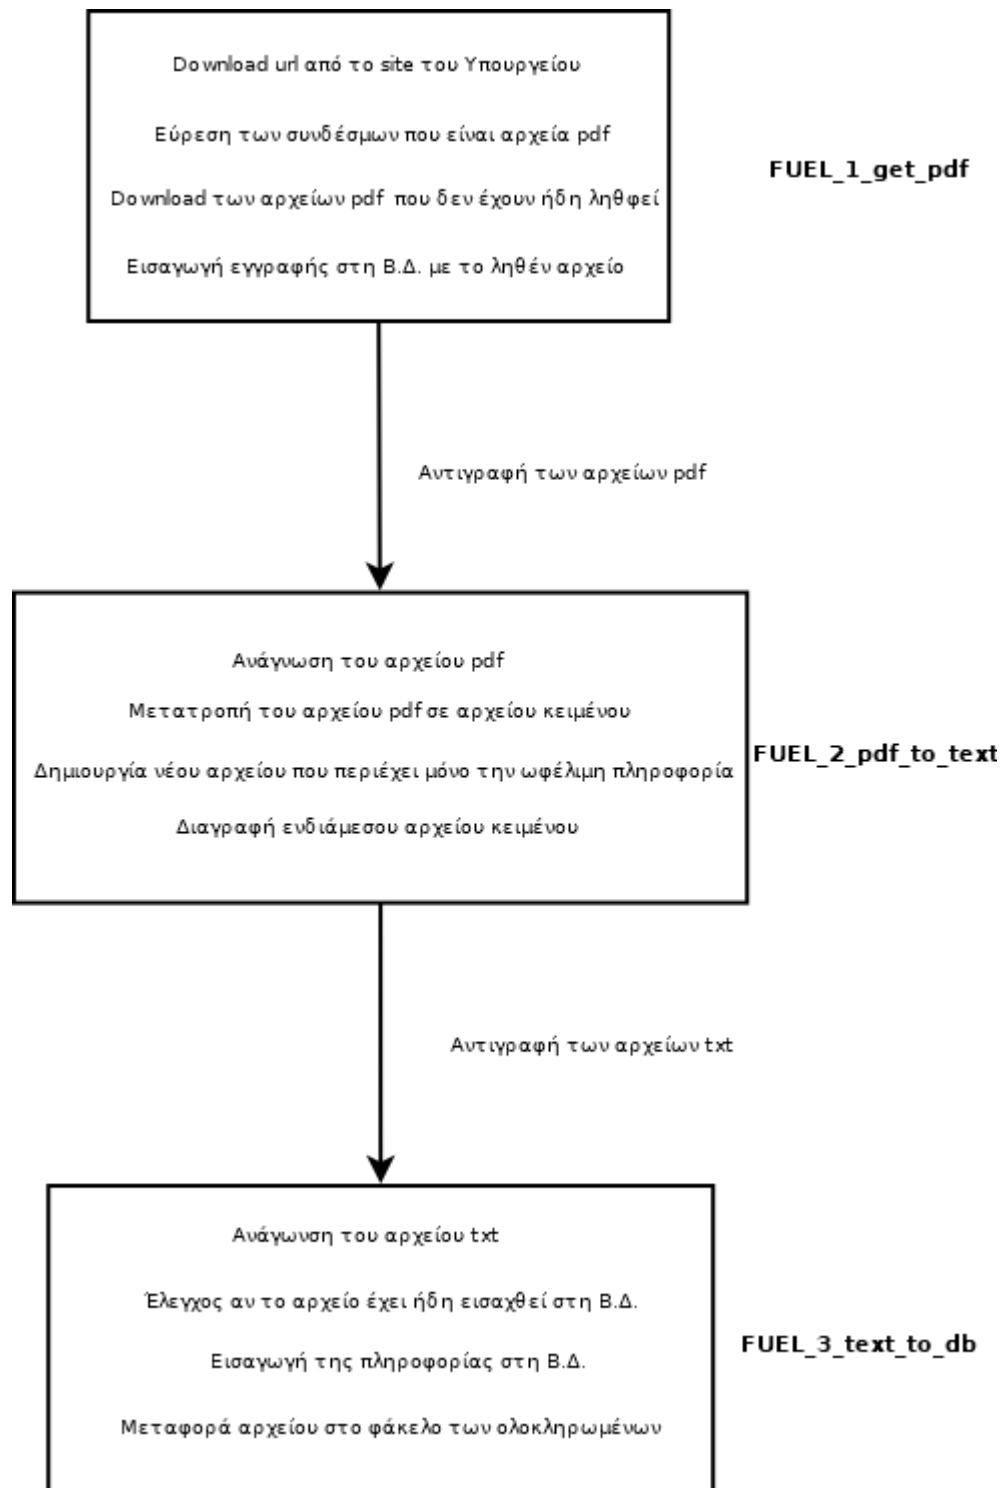 Download url από το site του Υπουργείου
Εύρεση των συνδέσμων που είναι αρχεία pdf
FUEL_1_get_pdf
Download των αρχείων pdf που δεν έχουν ήδη ληθφεί
Εισαγωγή εγγραφής στη Β.Δ. με το ληθέν αρχείο
Αντιγραφή των αρχείων pdf
Ανάγνωση του αρχείου pdf
Μετατροπή του αρχείου pdf σε αρχείου κειμένου
FUEL_2_pdf_to_text
Δημιουργία νέου αρχείου που περιέχει μόνο την ωφέλιμη πληροφορία
Διαγραφή ενδιάμεσου αρχείου κειμένου
Αντιγραφή των αρχείων txt
Ανάγωνση του αρχείου txt
Έλεγχος αν το αρχείο έχει ήδη εισαχθεί στη Β.Δ.
FUEL_3_text_to_db
Εισαγωγή της πληροφορίας στη Β.Δ.
Μεταφορά αρχείου στο φάκελο των ολοκληρωμένων